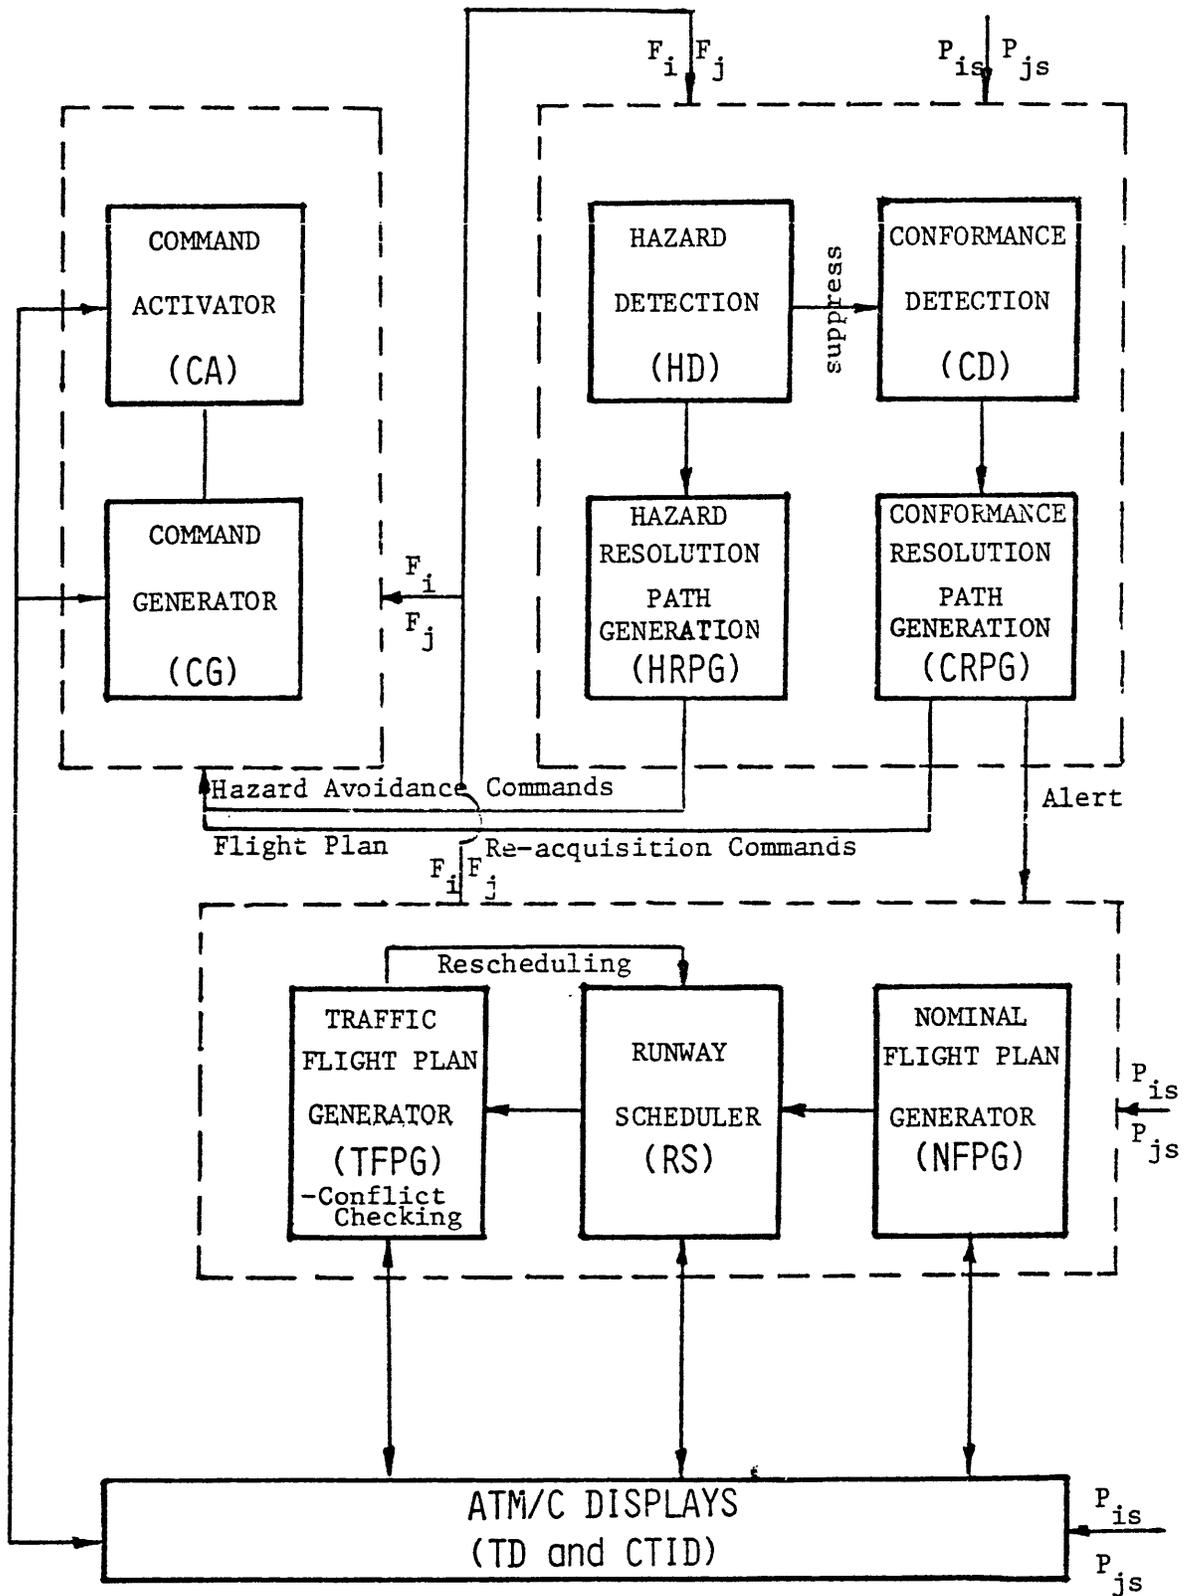 F
i
F
j
P
is
P
js
COMMAND
ACTIVATOR
(CA)
HAZARD
DETECTION
(HD)
suppress
CONFORMANCE
DETECTION
(CD)
COMMAND
GENERATOR
(CG)
F
i
F
j
HAZARD
RESOLUTION
PATH
GENERATION
(HRPG)
CONFORMANCE
RESOLUTION
PATH
GENERATION
(CRPG)
Hazard Avoidance Commands
Alert
Flight Plan Re-acquisition Commands
F
i
F
j
Rescheduling
TRAFFIC
FLIGHT PLAN
GENERATOR
(TFPG)
-Conflict
Checking
RUNWAY
SCHEDULER
(RS)
NOMINAL
FLIGHT PLAN
GENERATOR
(NFPG)
P
is
P
js
ATM/C DISPLAYS
(TD and CTID)
P
is
P
js